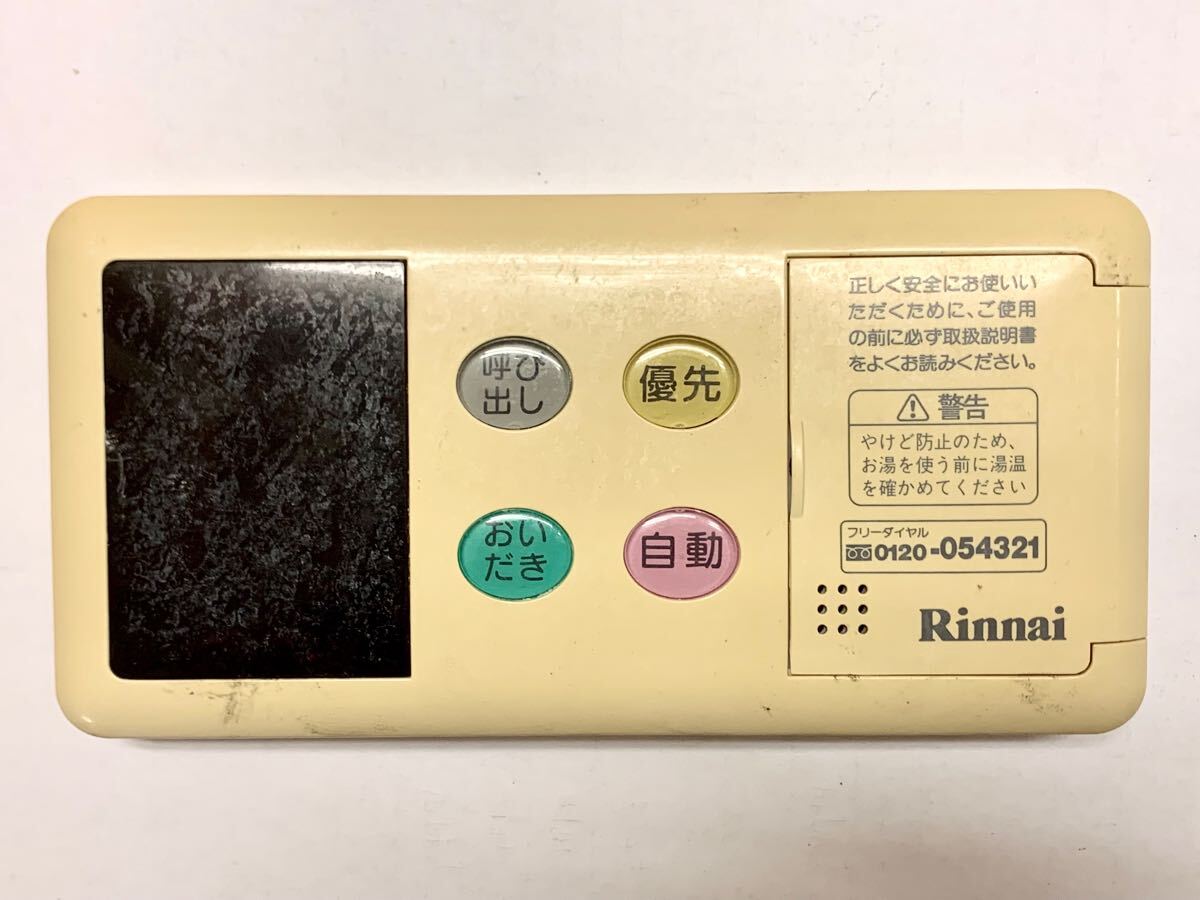 呼び
出し
優先
おい
だき
自動
正しく安全にお使いい
ただくために、ご使用
の前に必ず取扱説明書
をよくお読みください。
警告
やけど防止のため、
お湯を使う前に湯温
を確かめてください
フリーダイヤル
0120-054321
Rinnai